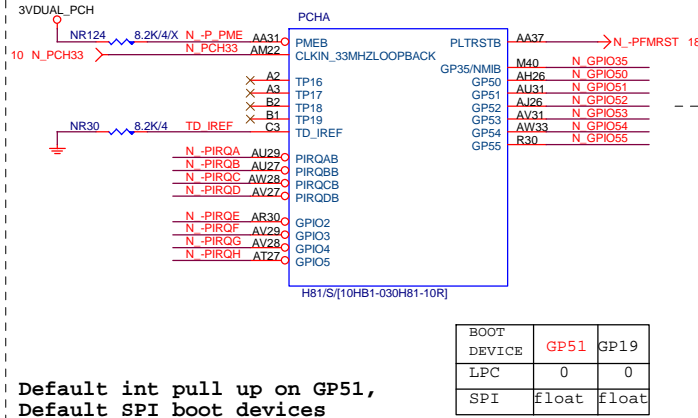 3VDUAL_PCH
PCHA
NR124 8.2K/4/X N_-P_PME AA31 PMEB PLTRSTB AA37 N_-PFMRST 18
10 N_PCH33 N_PCH33 AM22 CLKIN_33MHZLOOPBACK
GP35/NMIB M40 N_GPIO35
A2 TP16 GP50 AH26 N_GPIO50
A3 TP17 GP51 AU31 N_GPIO51
B2 TP18 GP52 AJ26 N_GPIO52
B1 TP19 GP53 AV31 N_GPIO53
NR30 8.2K/4 TD_IREF C3 TD_IREF GP54 AW33 N_GPIO54
GP55 R30 N_GPIO55
N_-PIRQA AU29 PIRQAB
N_-PIRQB AU27 PIRQBB
N_-PIRQC AW28 PIRQCB
N_-PIRQD AV27 PIRQDB
N_-PIRQE AR30 GPIO2
N_-PIRQF AV29 GPIO3
N_-PIRQG AV28 GPIO4
N_-PIRQH AT27 GPIO5
H81/S/[10HB1-030H81-10R]
BOOT DEVICE GP51 GP19
LPC 0 0
SPI float float
Default int pull up on GP51,
Default SPI boot devices